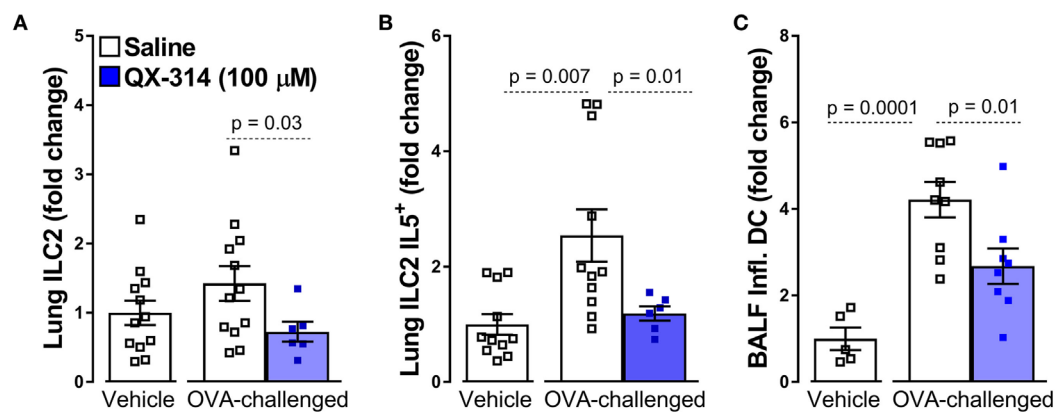 A
Lung ILC2 (fold change)
5
4
3
2
1
0
Saline
QX-314 (100 µM)
p = 0.03
Vehicle
OVA-challenged
B
Lung ILC2 IL5⁺ (fold change)
6
4
2
0
p = 0.007
p = 0.01
Vehicle
OVA-challenged
C
BALF Infl. DC (fold change)
8
6
4
2
0
p = 0.0001
p = 0.01
Vehicle
OVA-challenged